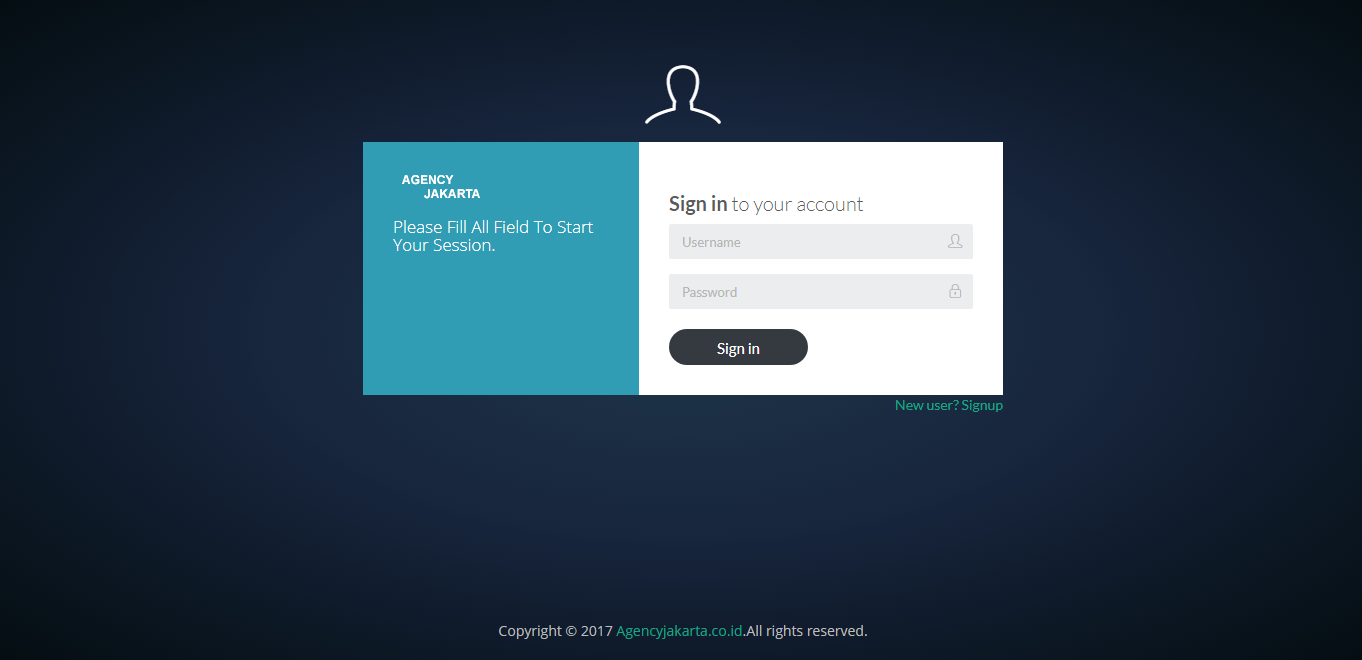 AGENCY
JAKARTA
Please Fill All Field To Start
Your Session.
Sign in to your account
Username
Password
Sign in
New user? Signup
Copyright © 2017 Agencyjakarta.co.id.All rights reserved.